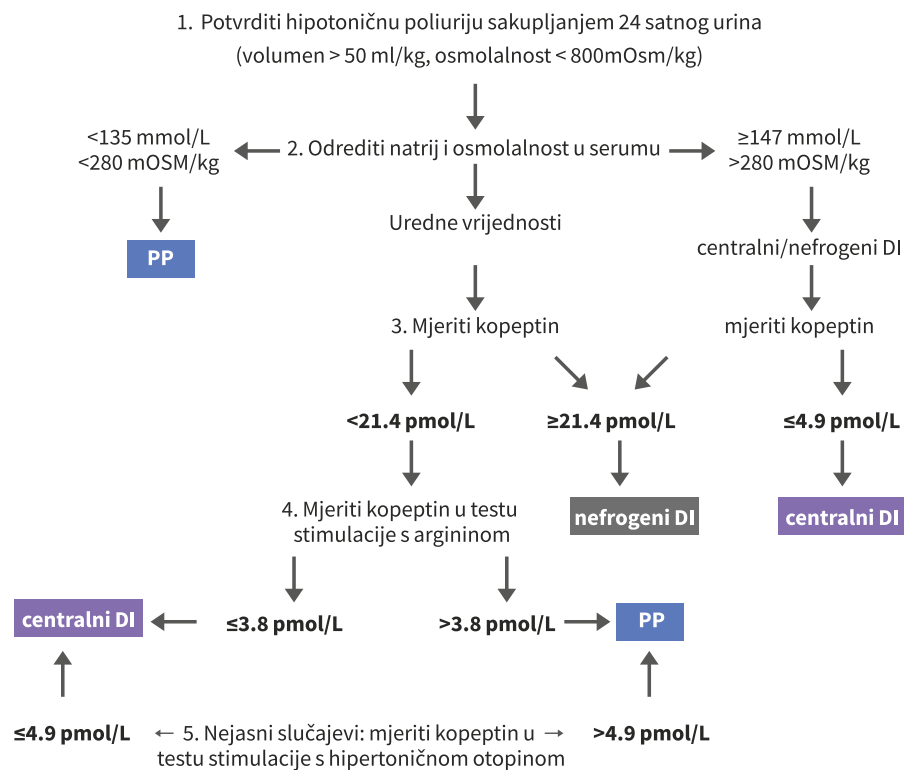 1. Potvrditi hipotoničnu poliuriju sakupljanjem 24 satnog urina
(volumen > 50 ml/kg, osmolalnost < 800mOsm/kg)
<135 mmol/L
<280 mOSM/kg
2. Odrediti natrij i osmolalnost u serumu
≥147 mmol/L
>280 mOSM/kg
Uredne vrijednosti
PP
centralni/nefrogeni DI
3. Mjeriti kopeptin
mjeriti kopeptin
<21.4 pmol/L
≥21.4 pmol/L
≤4.9 pmol/L
4. Mjeriti kopeptin u testu
stimulacije s argininom
nefrogeni DI
centralni DI
centralni DI
≤3.8 pmol/L
>3.8 pmol/L
PP
≤4.9 pmol/L
← 5. Nejasni slučajevi: mjeriti kopeptin u →
testu stimulacije s hipertoničnom otopinom
>4.9 pmol/L